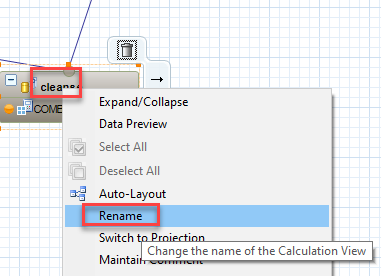 cleanse
COME
Expand/Collapse
Data Preview
Select All
Deselect All
Auto-Layout
Rename
Switch to Projection
Change the name of the Calculation View
Maintain Comment